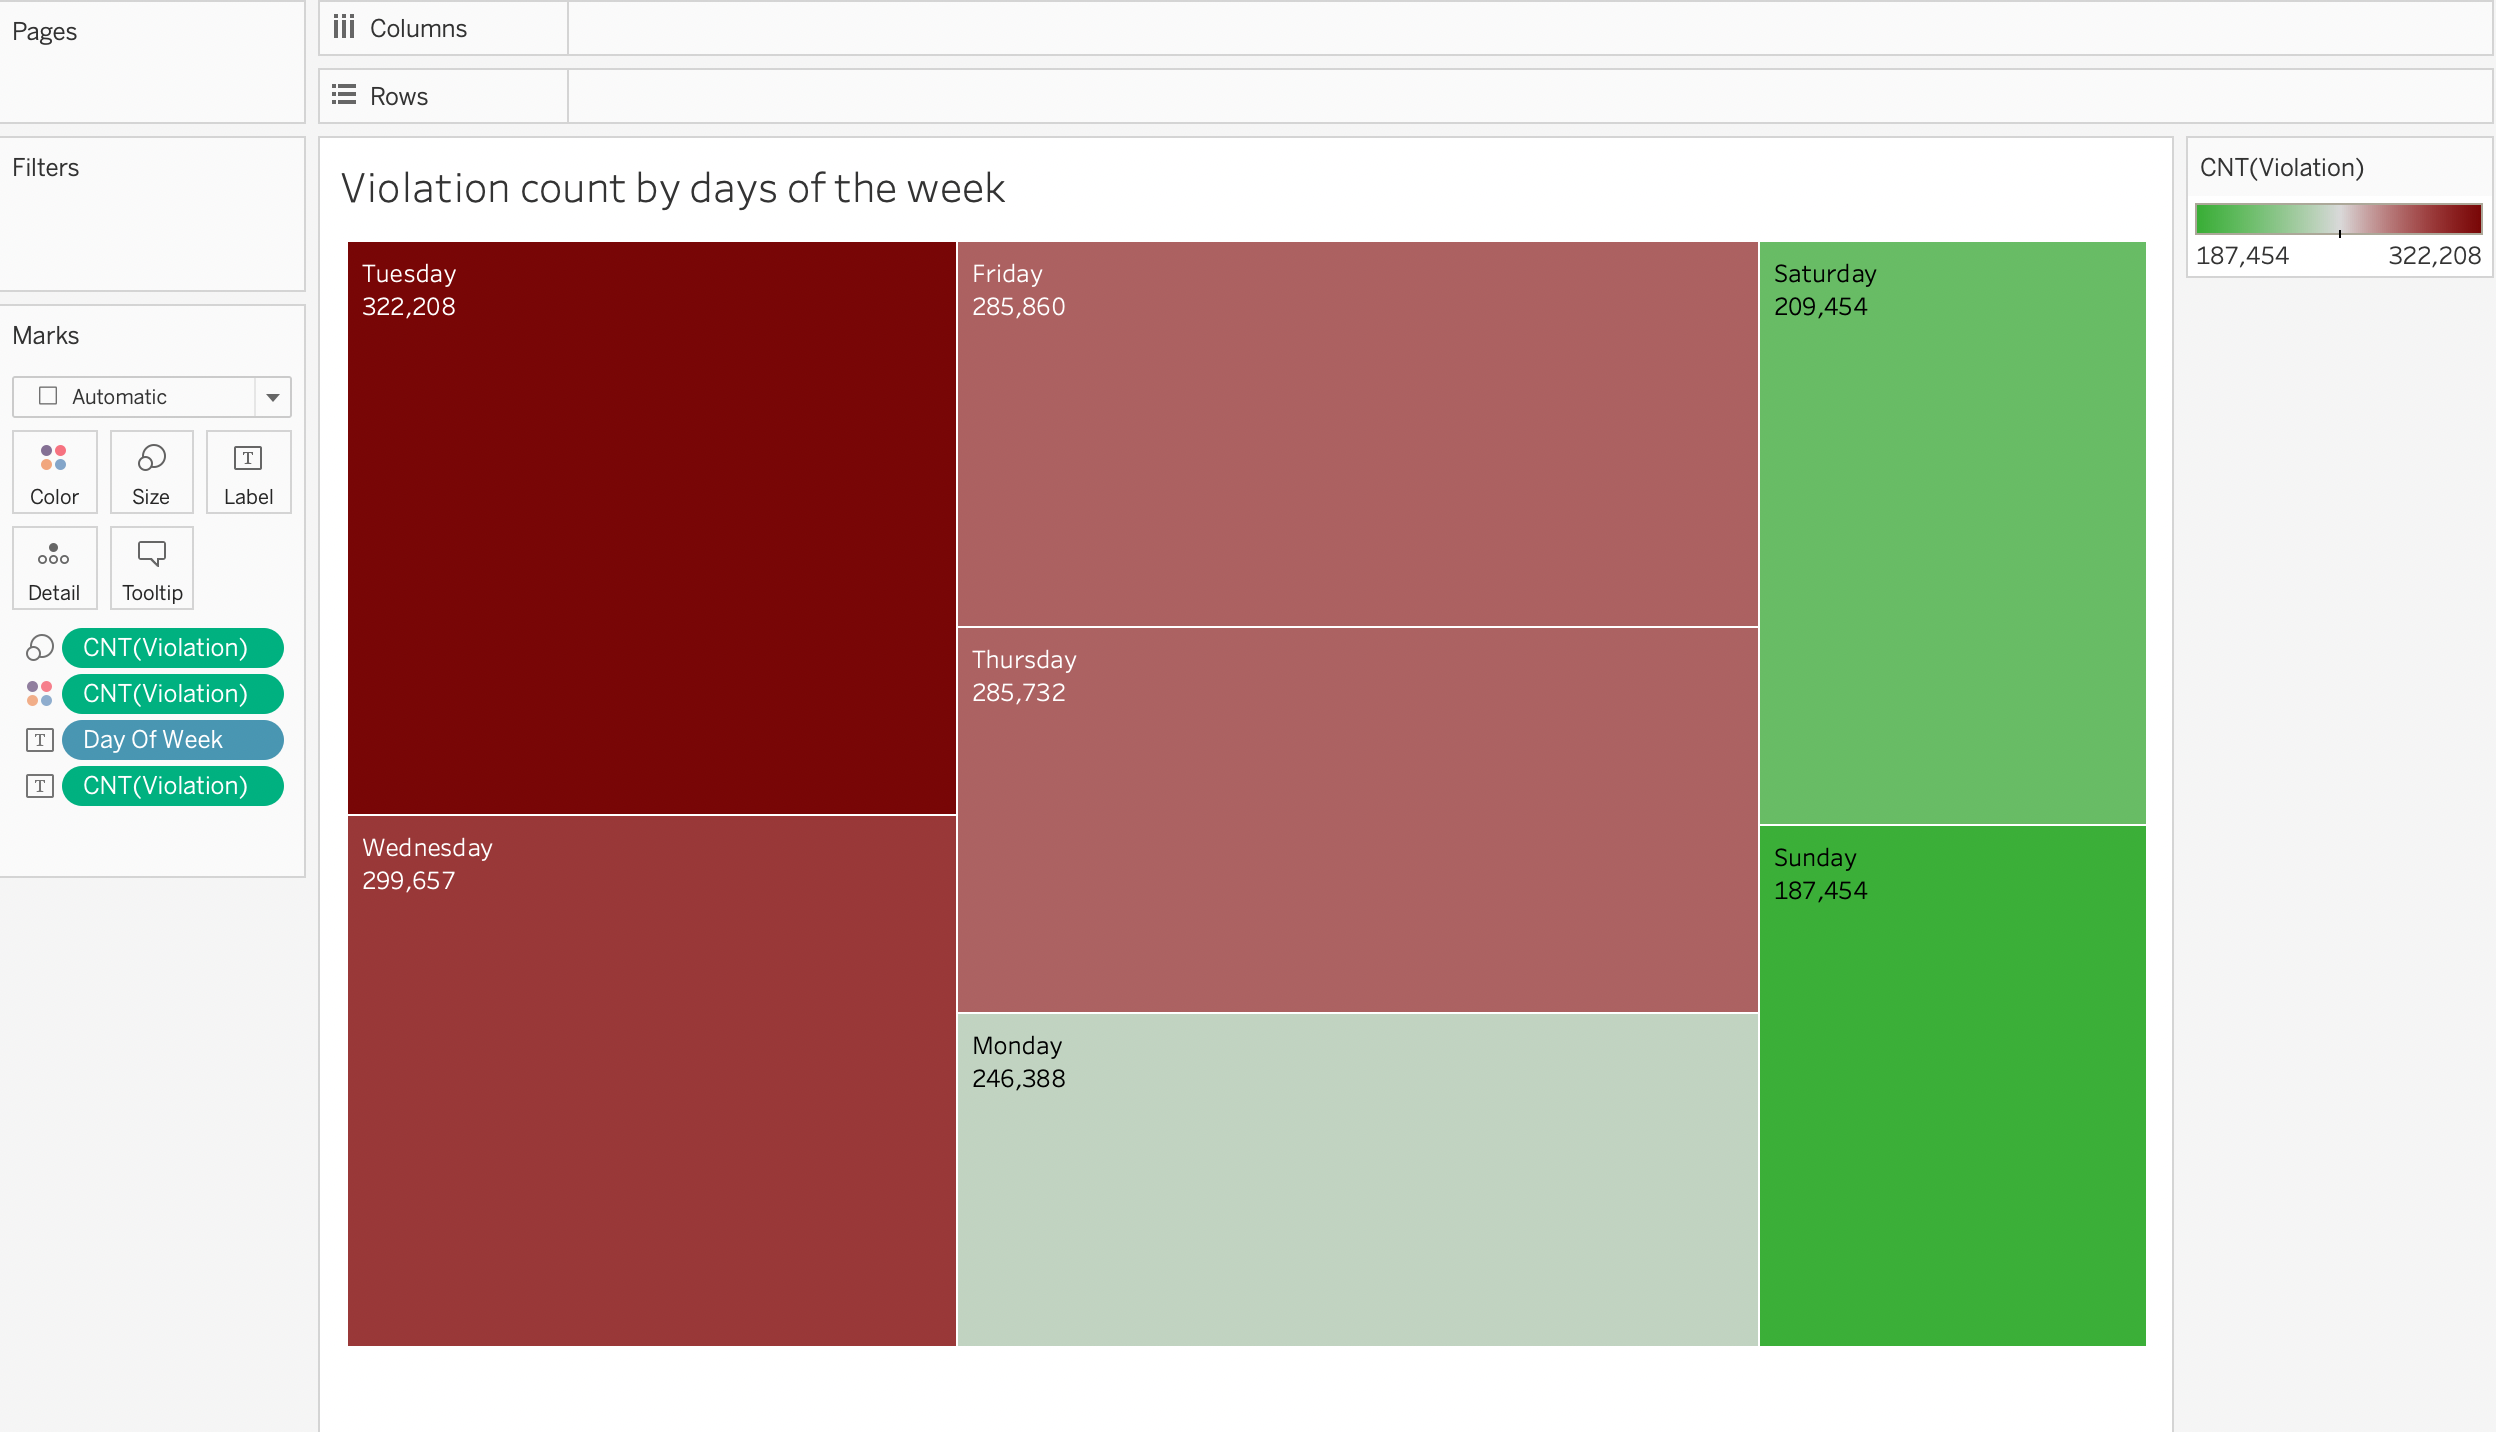 Pages
Columns
Rows
Filters
Marks
Automatic
Color
Size
T
Label
Detail
Tooltip
CNT(Violation)
CNT(Violation)
T
Day Of Week
T
CNT(Violation)
Violation count by days of the week
Tuesday
322,208
Wednesday
299,657
Friday
285,860
Thursday
285,732
Monday
246,388
Saturday
209,454
Sunday
187,454
CNT(Violation)
187,454
322,208